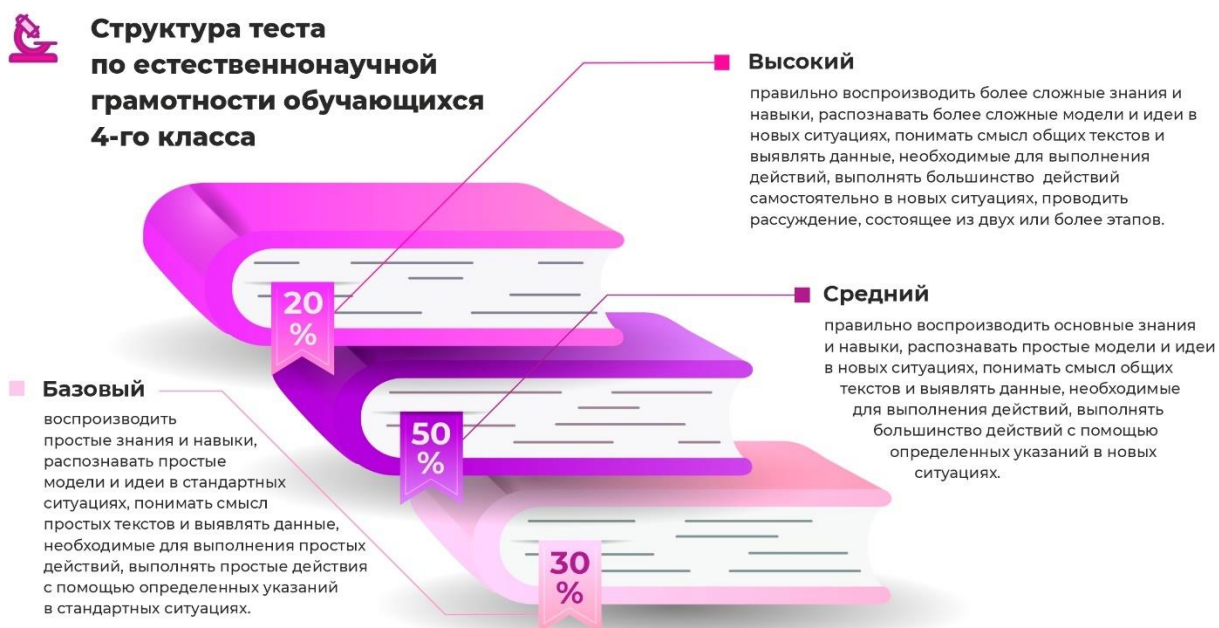 Структура теста
по естественнонаучной
грамотности обучающихся
4-го класса
Высокий
правильно воспроизводить более сложные знания и
навыки, распознавать более сложные модели и идеи в
новых ситуациях, понимать смысл общих текстов и
выявлять данные, необходимые для выполнения
действий, выполнять большинство действий
самостоятельно в новых ситуациях, проводить
рассуждение, состоящее из двух или более этапов.
20
%
Средний
правильно воспроизводить основные знания
и навыки, распознавать простые модели и идеи
в новых ситуациях, понимать смысл общих
текстов и выявлять данные, необходимые
для выполнения действий, выполнять
большинство действий с помощью
определенных указаний в новых
ситуациях.
50
%
Базовый
воспроизводить
простые знания и навыки,
распознавать простые
модели и идеи в стандартных
ситуациях, понимать смысл
простых текстов и выявлять данные,
необходимые для выполнения простых
действий, выполнять простые действия
с помощью определенных указаний
в стандартных ситуациях.
30
%